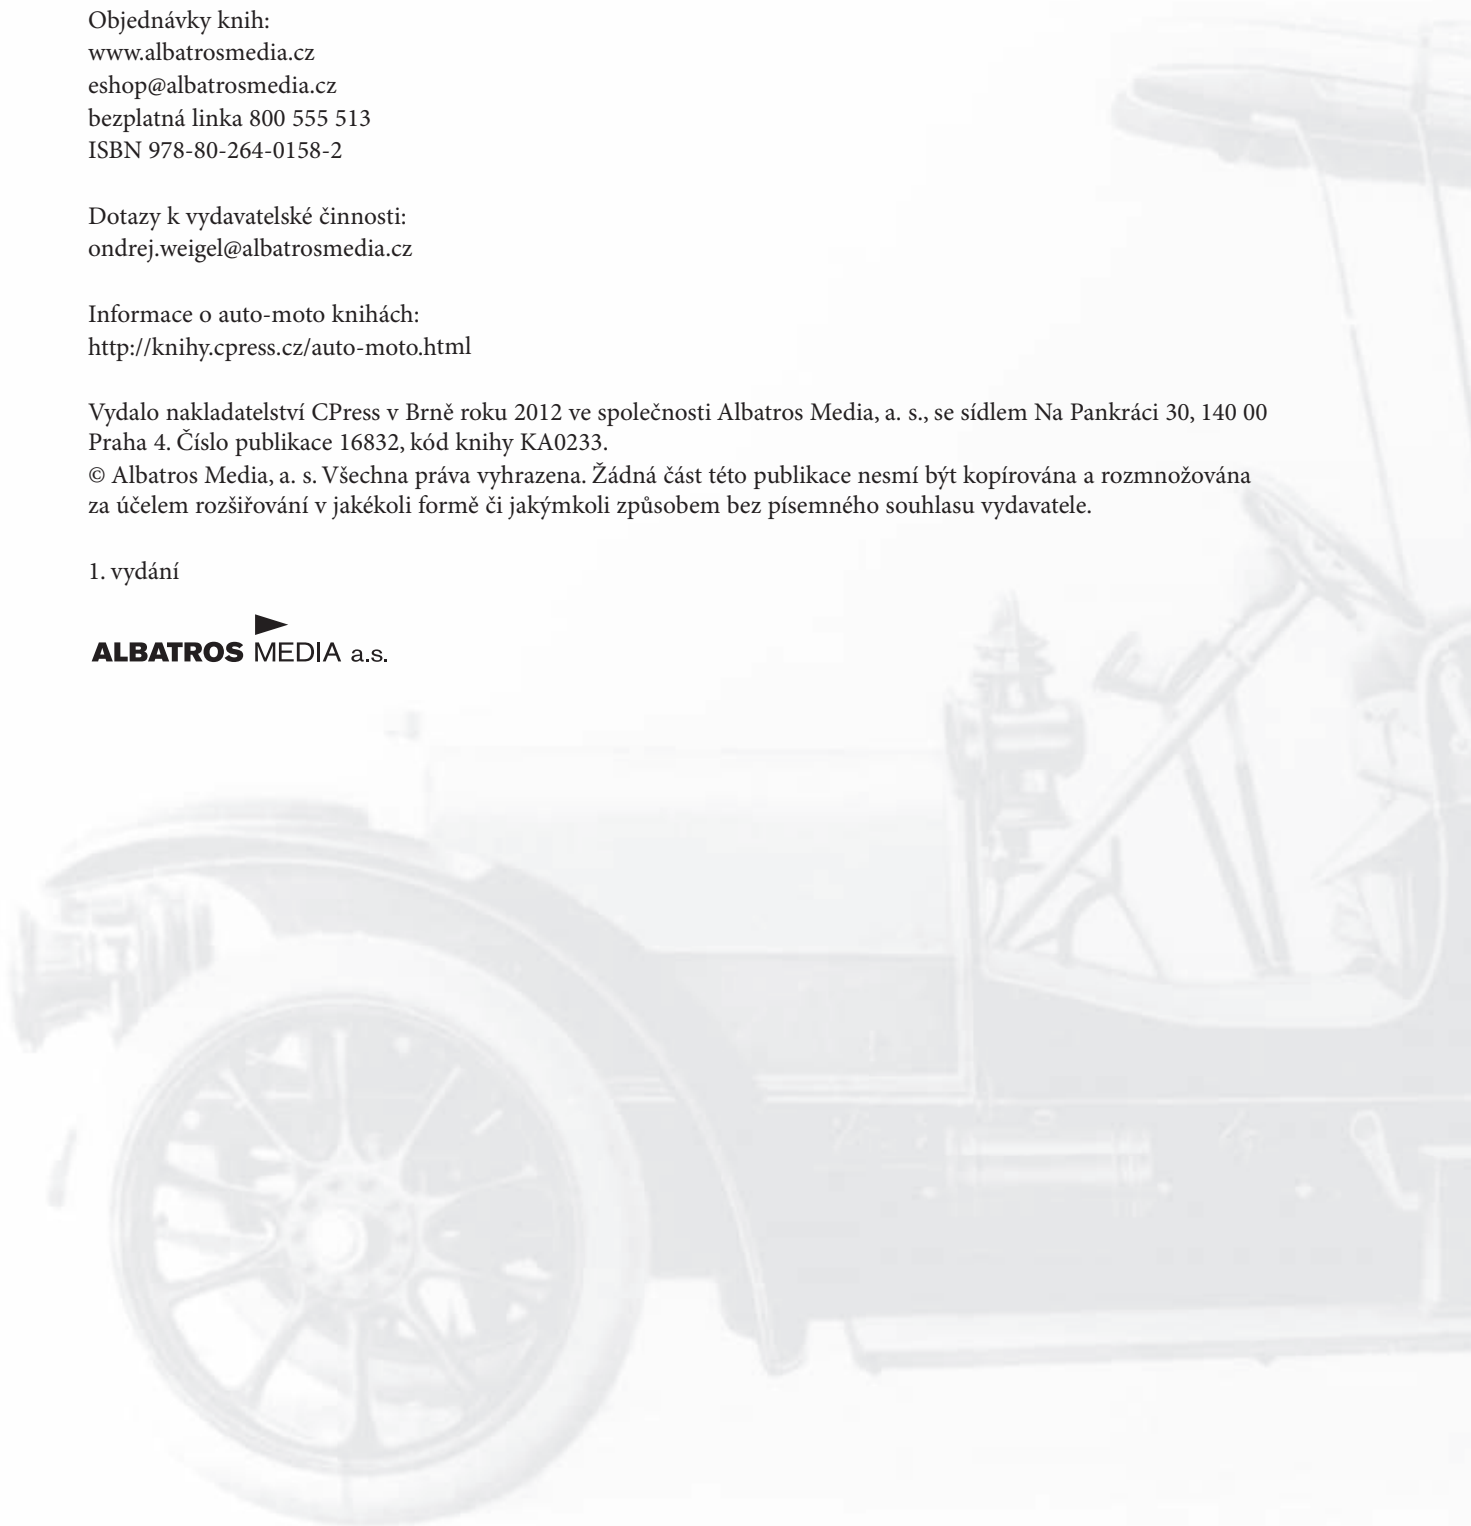 Objednávky knih:
www.albatrosmedia.cz
eshop@albatrosmedia.cz
bezplatná linka 800 555 513
ISBN 978-80-264-0158-2
Dotazy k vydavatelské činnosti:
ondrej.weigel@albatrosmedia.cz
Informace o auto-moto knihách:
http://knihy.cpress.cz/auto-moto.html
Vydalo nakladatelství CPress v Brně roku 2012 ve společnosti Albatros Media, a. s., se sídlem Na Pankráci 30, 140 00
Praha 4. Číslo publikace 16832, kód knihy KA0233.
© Albatros Media, a. s. Všechna práva vyhrazena. Žádná část této publikace nesmí být kopírována a rozmnožována
za účelem rozšiřování v jakékoli formě či jakýmkoli způsobem bez písemného souhlasu vydavatele.
1. vydání
ALBATROS MEDIA a.s.